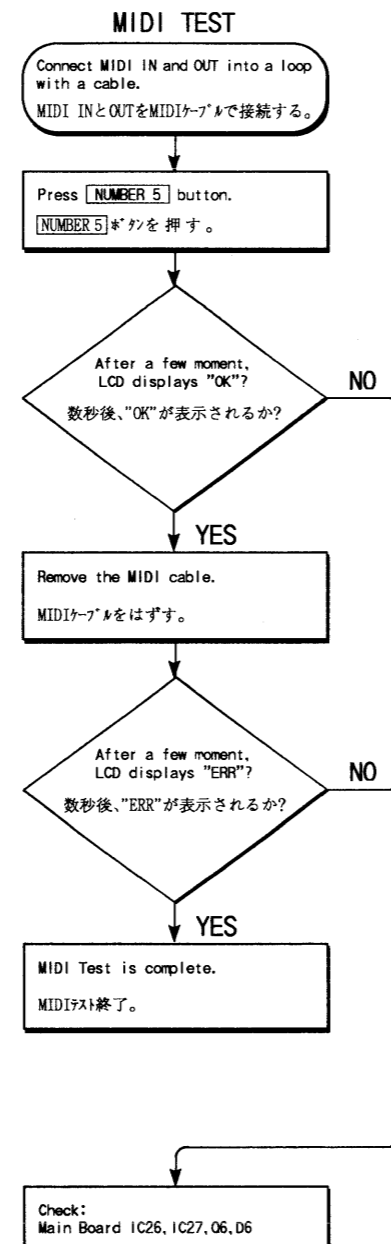 MIDI TEST
Connect MIDI IN and OUT into a loop
with a cable.
MIDI INとOUTをMIDIケーブルで接続する。
Press NUMBER 5 button.
NUMBER 5 ボタンを押す。
After a few moment,
LCD displays "OK"?
数秒後、"OK"が表示されるか?
NO
YES
Remove the MIDI cable.
MIDIケーブルをはずす。
After a few moment,
LCD displays "ERR"?
数秒後、"ERR"が表示されるか?
NO
YES
MIDI Test is complete.
MIDIテスト終了。
Check:
Main Board IC26,IC27,Q6,D6